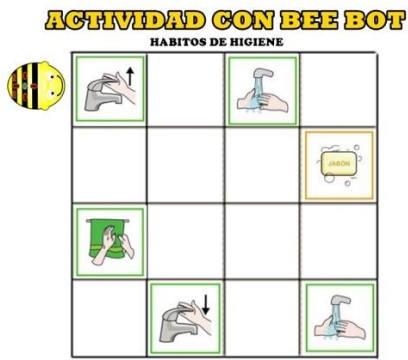 ACTIVIDAD CON BEE BOT
HABITOS DE HIGIENE
JABÓN